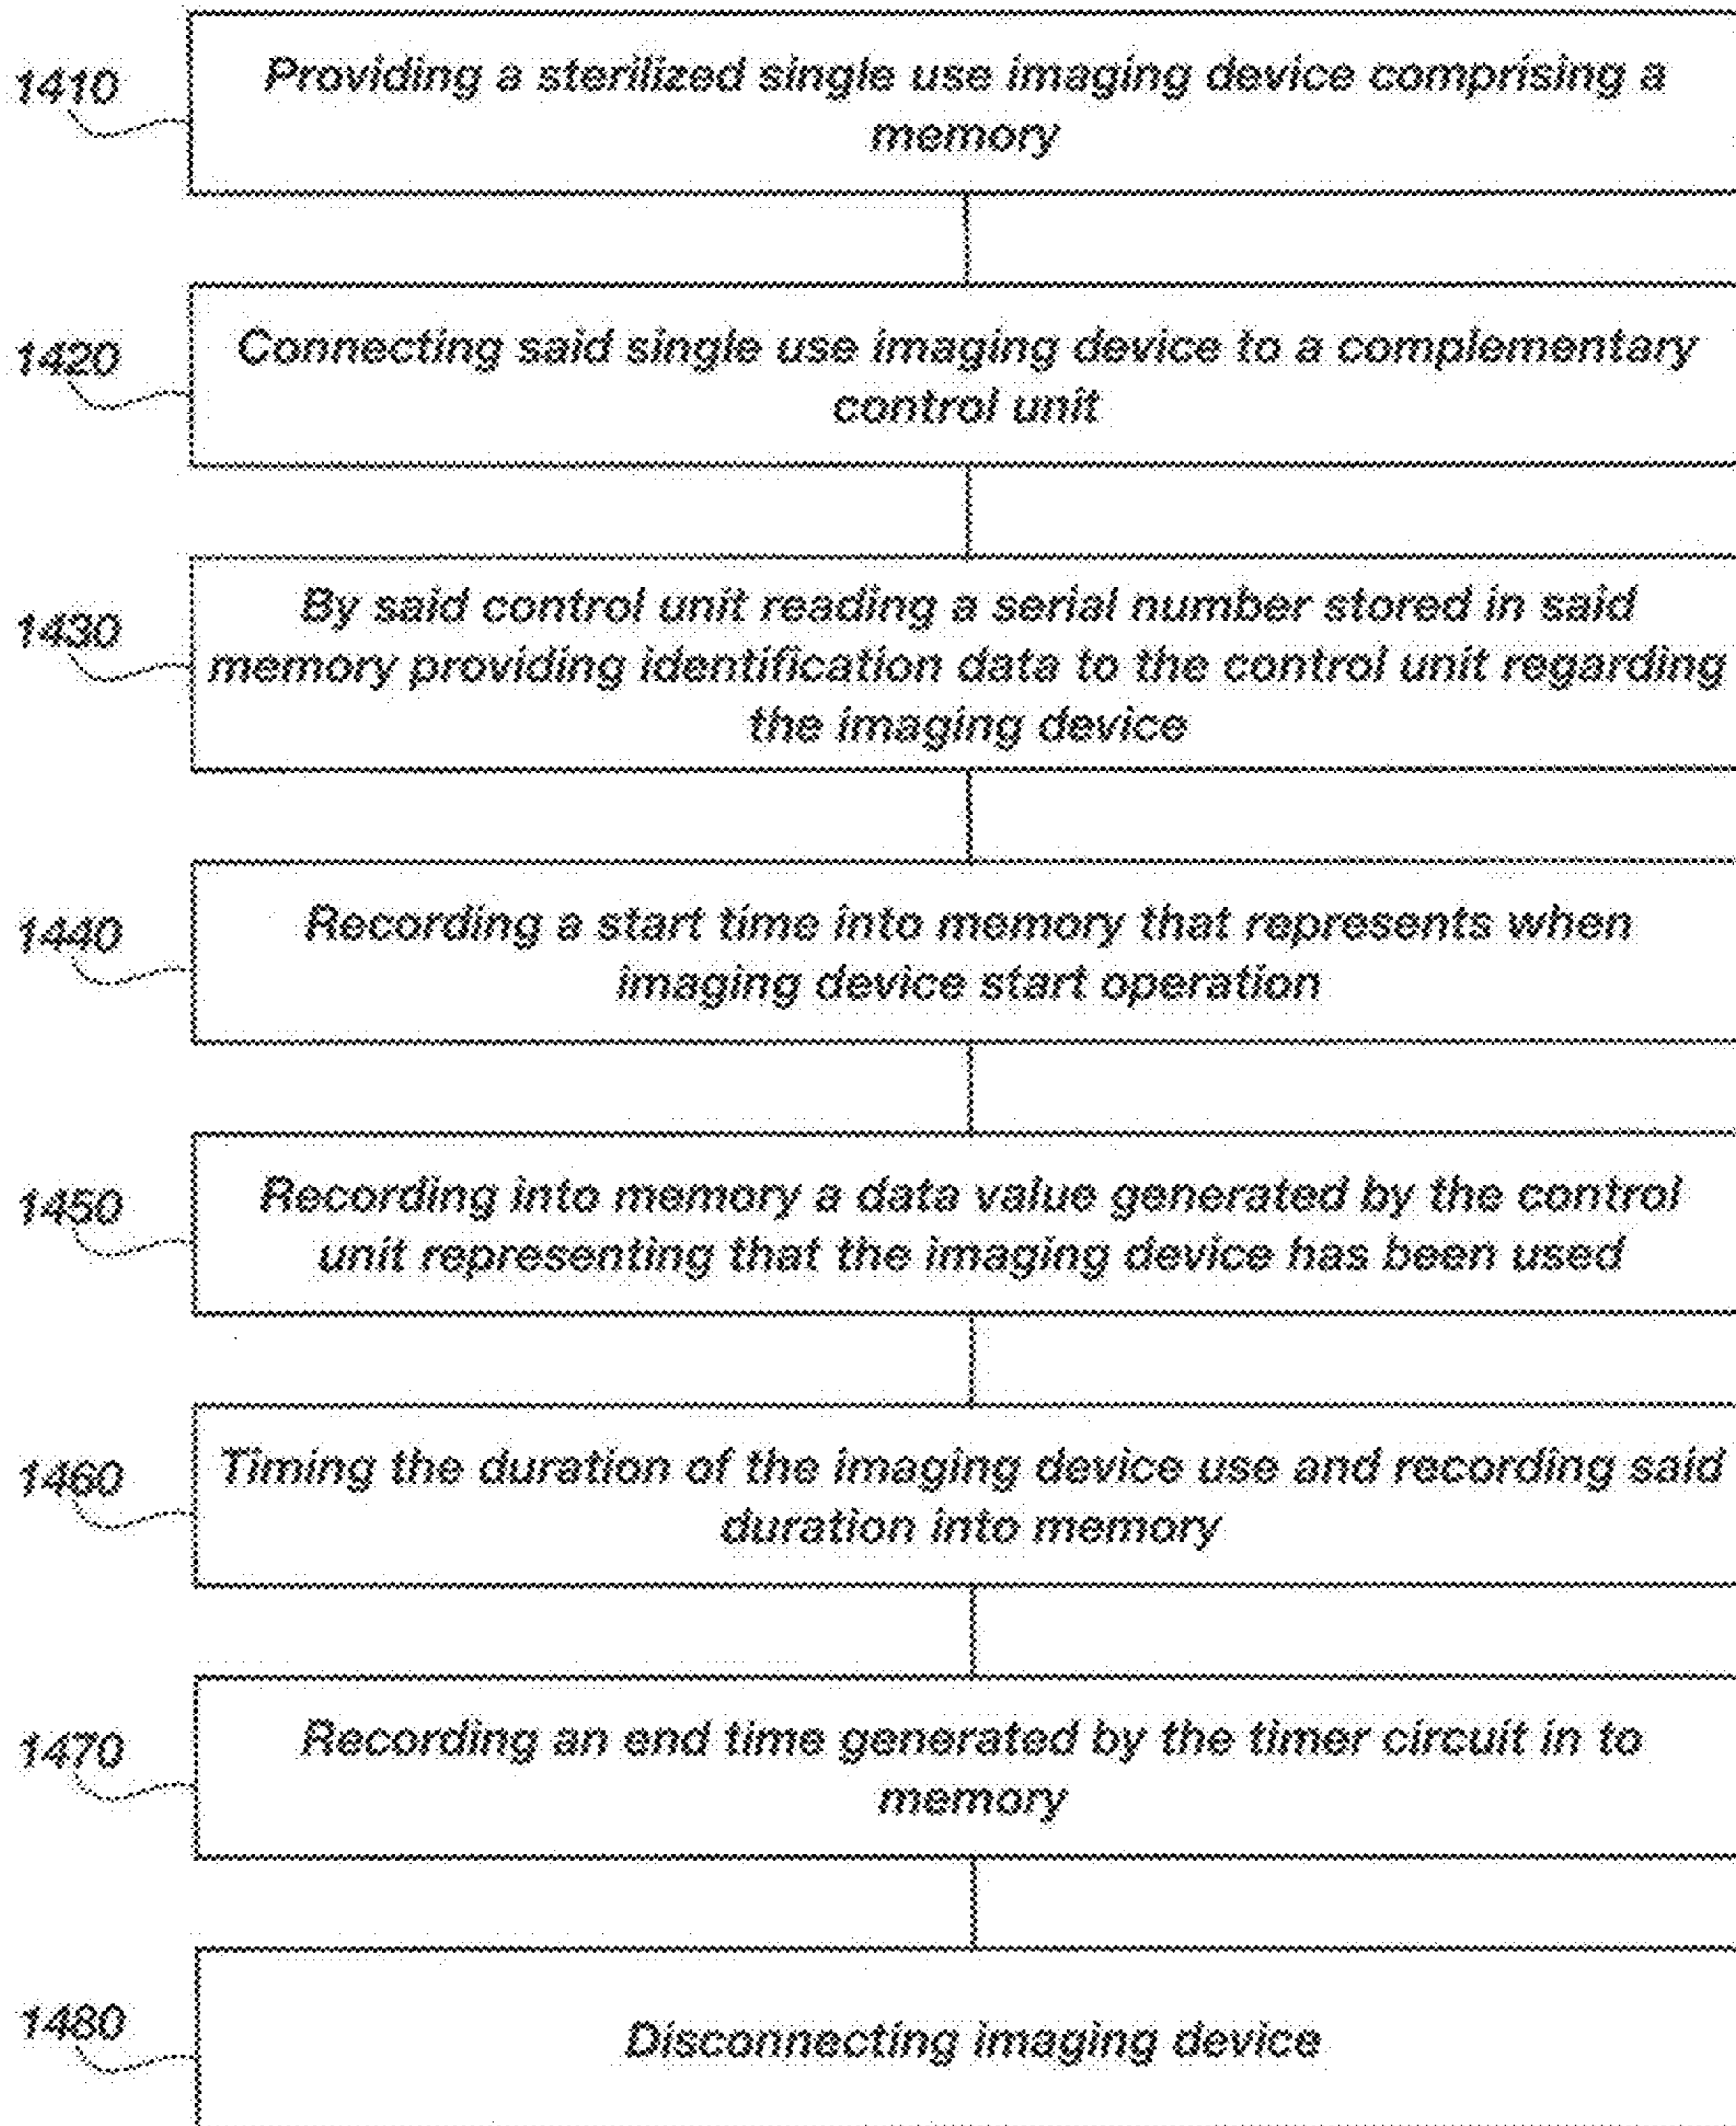 1410
Providing a sterilized single use imaging device comprising a
memory
1420
Connecting said single use imaging device to a complementary
control unit
1430
By said control unit reading a serial number stored in said
memory providing identification data to the control unit regarding
the imaging device
1440
Recording a start time into memory that represents when
imaging device start operation
1450
Recording into memory a data value generated by the control
unit representing that the imaging device has been used
1460
Timing the duration of the imaging device use and recording said
duration into memory
1470
Recording an end time generated by the timer circuit in to
memory
1480
Disconnecting imaging device